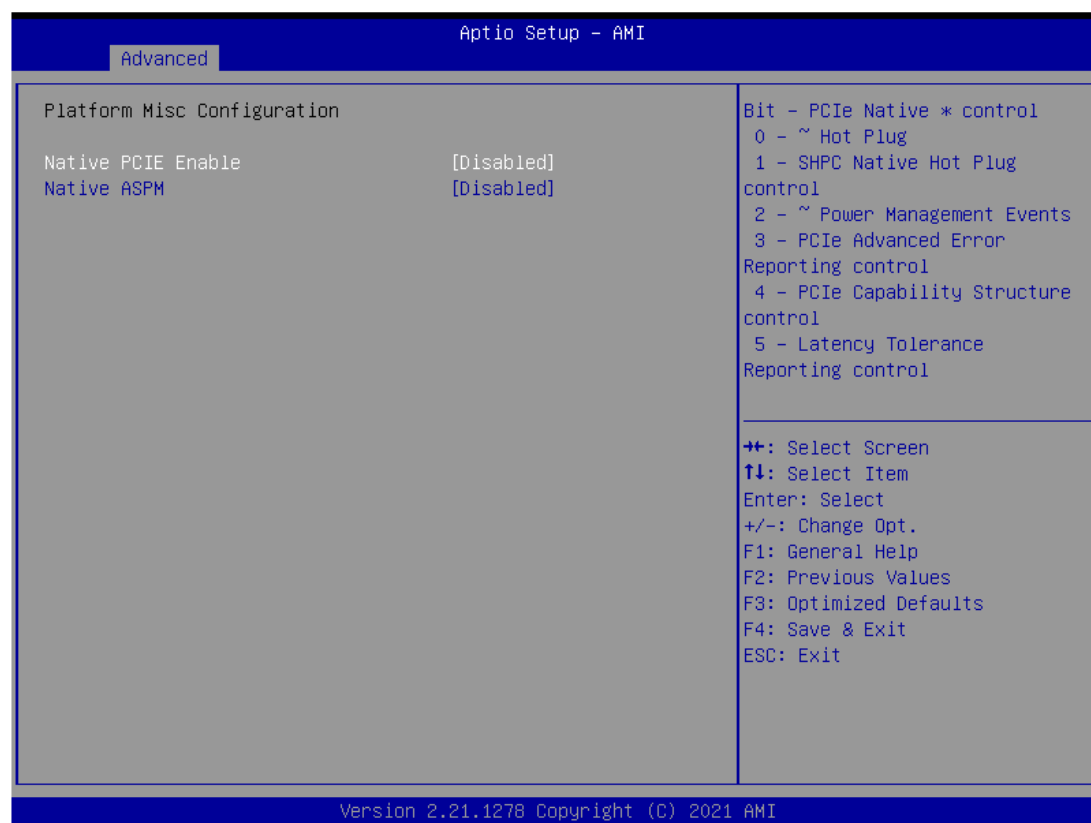 Aptio Setup – AMI
Advanced
Platform Misc Configuration
Native PCIE Enable [Disabled]
Native ASPM [Disabled]
Bit – PCIe Native * control
0 – ~ Hot Plug
1 – SHPC Native Hot Plug
control
2 – ~ Power Management Events
3 – PCIe Advanced Error
Reporting control
4 – PCIe Capability Structure
control
5 – Latency Tolerance
Reporting control
→←: Select Screen
↑↓: Select Item
Enter: Select
+/-: Change Opt.
F1: General Help
F2: Previous Values
F3: Optimized Defaults
F4: Save & Exit
ESC: Exit
Version 2.21.1278 Copyright (C) 2021 AMI